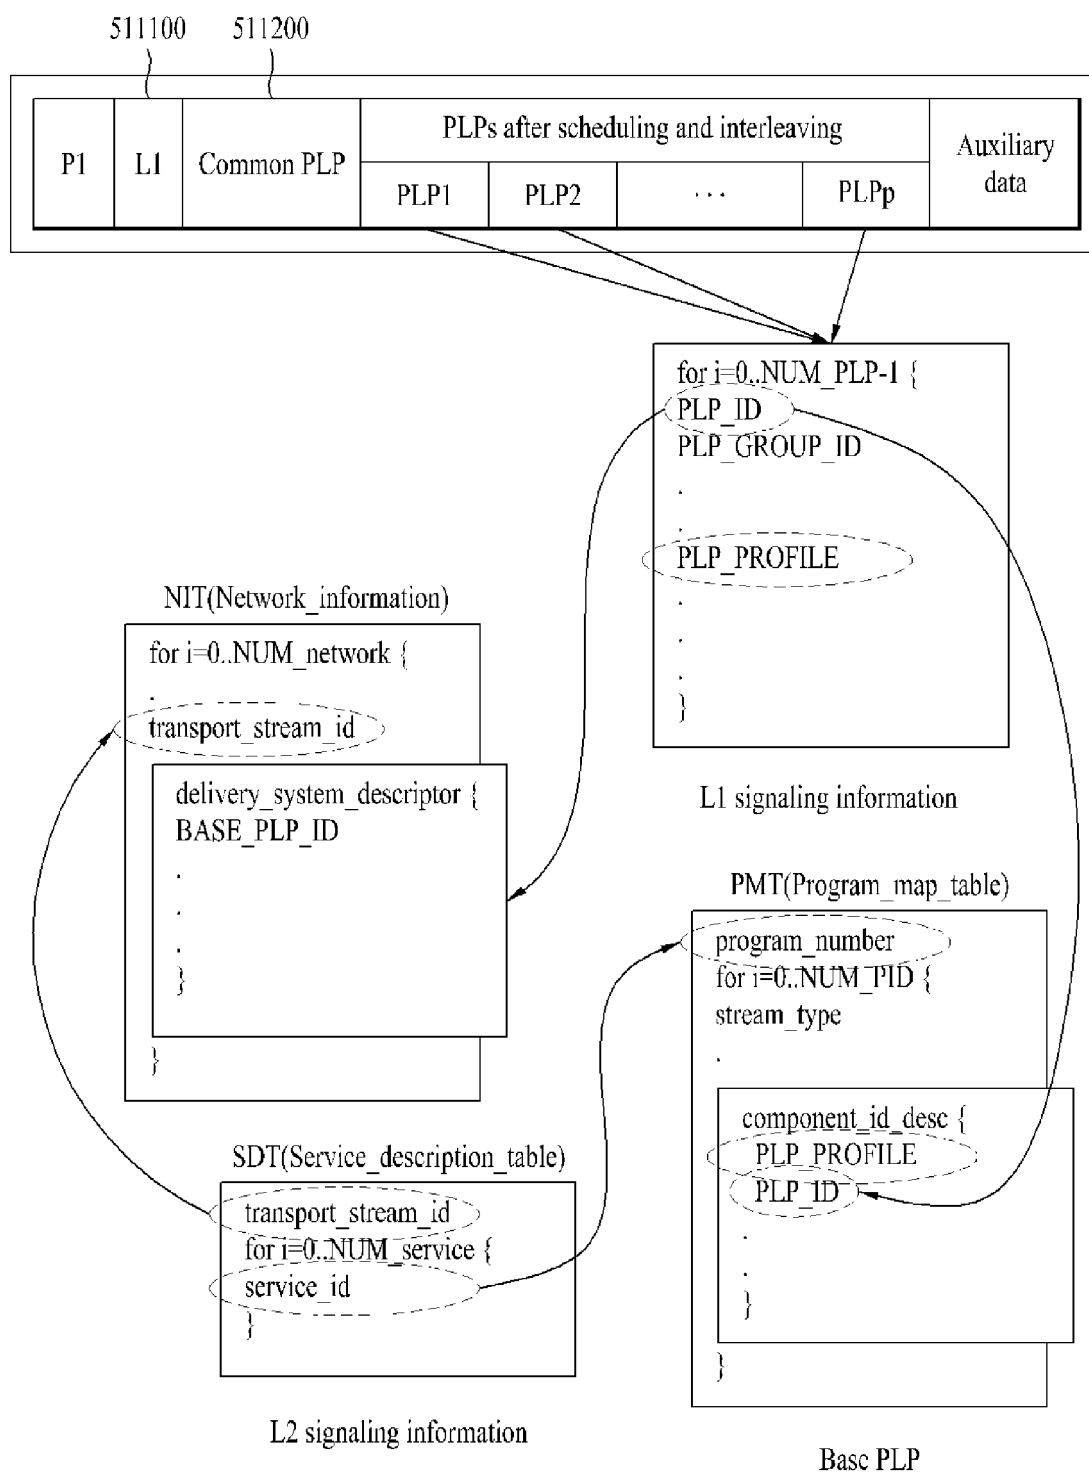 511100 511200
P1 L1 Common PLP PLPs after scheduling and interleaving Auxiliary data
PLP1 PLP2 . . . PLPp
for i=0..NUM_PLP-1 {
PLP_ID
PLP_GROUP_ID
.
.
PLP_PROFILE
.
.
.
}
L1 signaling information
NIT(Network_information)
for i=0..NUM_network {
.
transport_stream_id
delivery_system_descriptor {
BASE_PLP_ID
.
.
.
}
}
PMT(Program_map_table)
program_number
for i=0..NUM_PID {
stream_type
.
component_id_desc {
PLP_PROFILE
PLP_ID
.
.
}
}
Base PLP
SDT(Service_description_table)
transport_stream_id
for i=0..NUM_service {
service_id
}
L2 signaling information